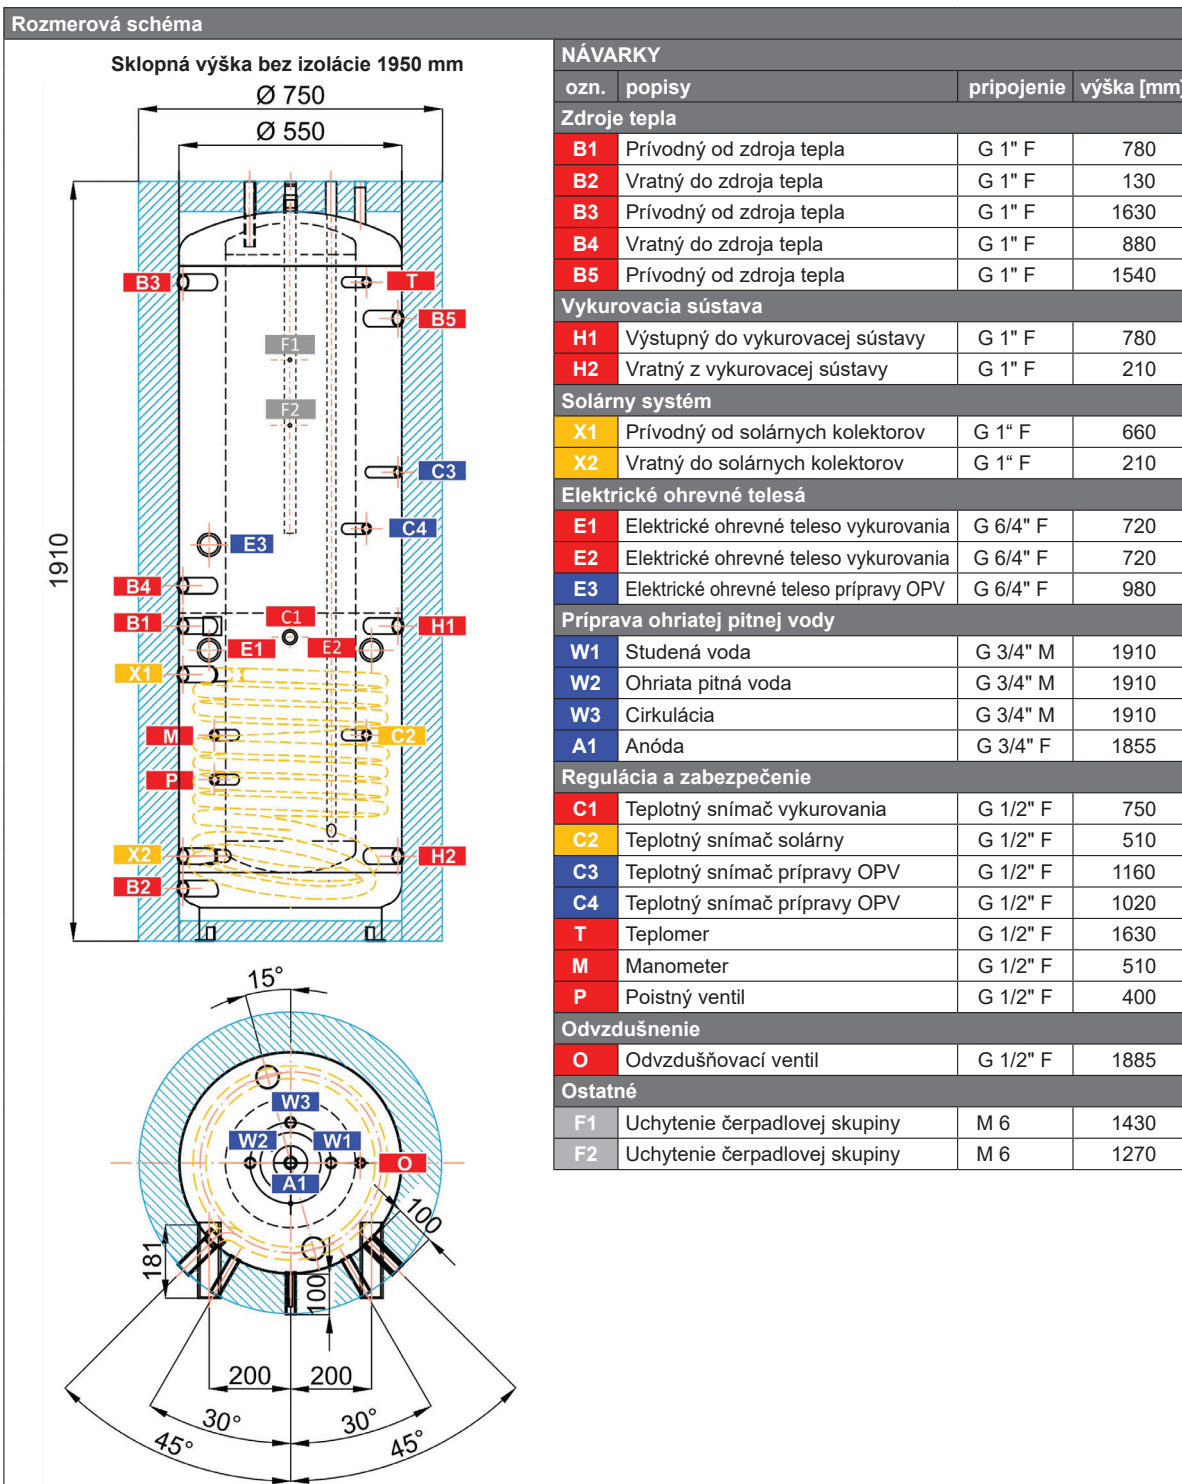 Rozmerová schéma
Sklopná výška bez izolácie 1950 mm
Ø 750
Ø 550
1910
B3
T
B5
F1
F2
C3
C4
E3
B4
B1
C1
H1
E1
E2
X1
M
C2
P
X2
H2
B2
15°
W3
W2
W1
O
A1
100
181
100
200
200
30°
30°
45°
45°
NÁVARKY
ozn. popisy pripojenie výška [mm]
Zdroje tepla
B1 Prívodný od zdroja tepla G 1" F 780
B2 Vratný do zdroja tepla G 1" F 130
B3 Prívodný od zdroja tepla G 1" F 1630
B4 Vratný do zdroja tepla G 1" F 880
B5 Prívodný od zdroja tepla G 1" F 1540
Vykurovacia sústava
H1 Výstupný do vykurovacej sústavy G 1" F 780
H2 Vratný z vykurovacej sústavy G 1" F 210
Solárny systém
X1 Prívodný od solárnych kolektorov G 1“ F 660
X2 Vratný do solárnych kolektorov G 1“ F 210
Elektrické ohrevné telesá
E1 Elektrické ohrevné teleso vykurovania G 6/4" F 720
E2 Elektrické ohrevné teleso vykurovania G 6/4" F 720
E3 Elektrické ohrevné teleso prípravy OPV G 6/4" F 980
Príprava ohriatej pitnej vody
W1 Studená voda G 3/4" M 1910
W2 Ohriata pitná voda G 3/4" M 1910
W3 Cirkulácia G 3/4" M 1910
A1 Anóda G 3/4" F 1855
Regulácia a zabezpečenie
C1 Teplotný snímač vykurovania G 1/2" F 750
C2 Teplotný snímač solárny G 1/2" F 510
C3 Teplotný snímač prípravy OPV G 1/2" F 1160
C4 Teplotný snímač prípravy OPV G 1/2" F 1020
T Teplomer G 1/2" F 1630
M Manometer G 1/2" F 510
P Poistný ventil G 1/2" F 400
Odvzdušnenie
O Odvzdušňovací ventil G 1/2" F 1885
Ostatné
F1 Uchytenie čerpadlovej skupiny M 6 1430
F2 Uchytenie čerpadlovej skupiny M 6 1270